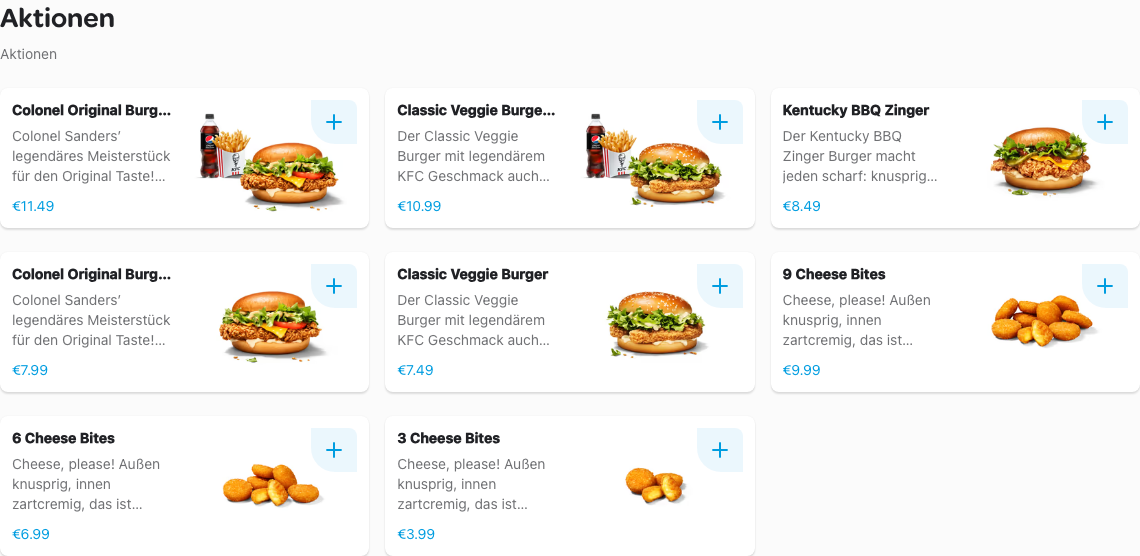 Aktionen
Aktionen
Colonel Original Burg...
Colonel Sanders’
legendäres Meisterstück
für den Original Taste!...
€11.49
Classic Veggie Burge...
Der Classic Veggie
Burger mit legendärem
KFC Geschmack auch...
€10.99
Kentucky BBQ Zinger
Der Kentucky BBQ
Zinger Burger macht
jeden scharf: knusprig...
€8.49
Colonel Original Burg...
Colonel Sanders’
legendäres Meisterstück
für den Original Taste!...
€7.99
Classic Veggie Burger
Der Classic Veggie
Burger mit legendärem
KFC Geschmack auch...
€7.49
9 Cheese Bites
Cheese, please! Außen
knusprig, innen
zartcremig, das ist...
€9.99
6 Cheese Bites
Cheese, please! Außen
knusprig, innen
zartcremig, das ist...
€6.99
3 Cheese Bites
Cheese, please! Außen
knusprig, innen
zartcremig, das ist...
€3.99